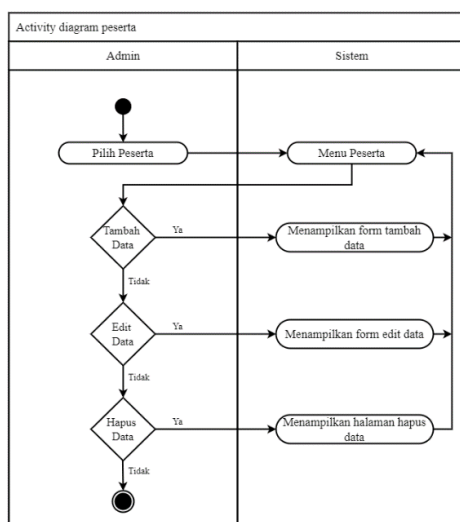 Activity diagram peserta
Admin
Sistem
Pilih Peserta
Menu Peserta
Tambah
Data
Ya
Menampilkan form tambah
data
Tidak
Edit
Data
Ya
Menampilkan form edit data
Tidak
Hapus
Data
Ya
Menampilkan halaman hapus
data
Tidak